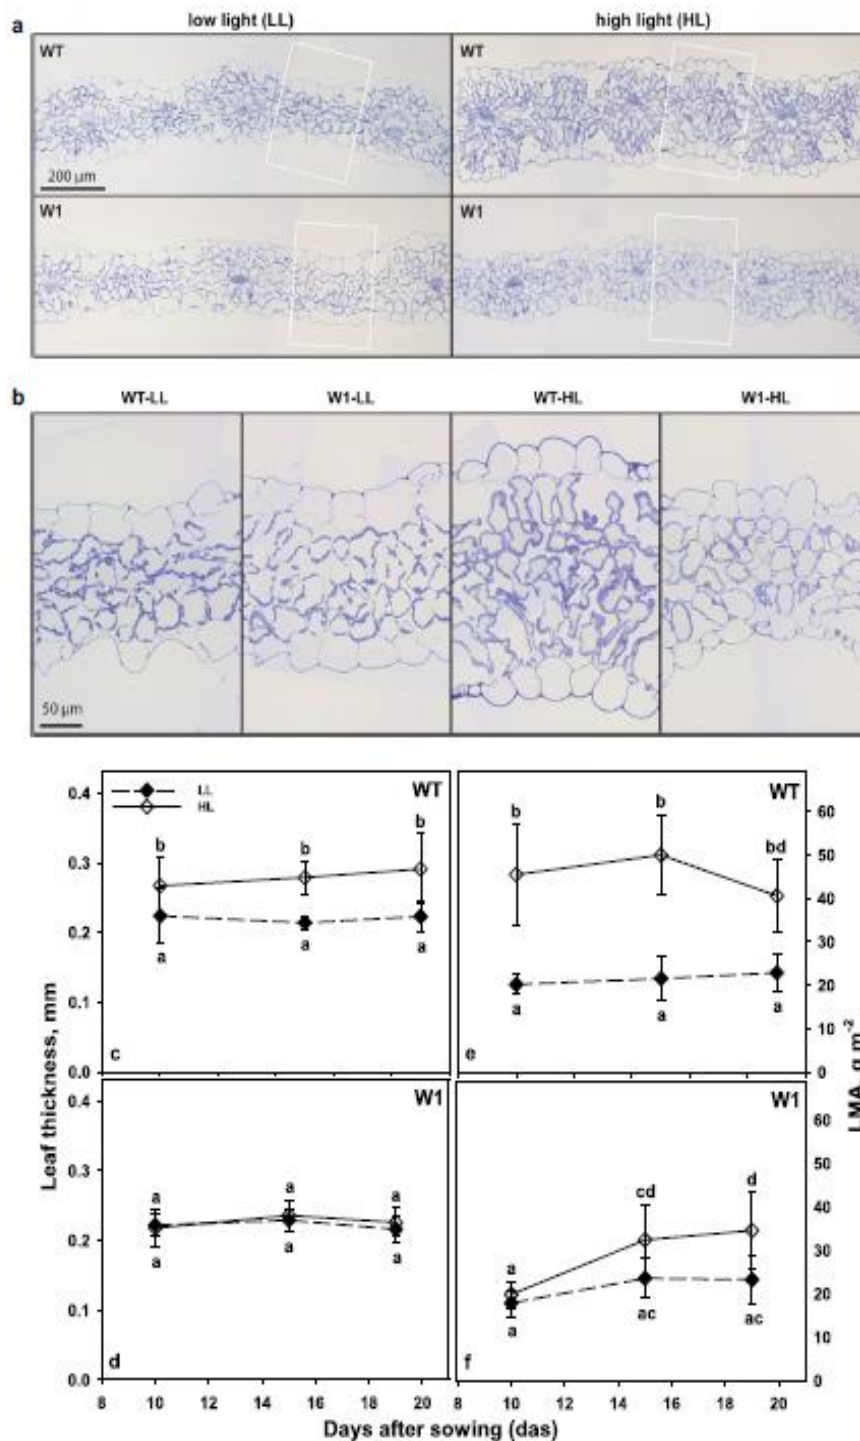 a
low light (LL)
high light (HL)
WT
WT
200 µm
W1
W1
b
WT-LL
W1-LL
WT-HL
W1-HL
50 µm
0.4
0.3
0.2
0.1
0.0
LL
HL
WT
b
b
b
a
a
a
c
WT
b
b
bd
a
a
a
e
60
50
40
30
20
10
0
Leaf thickness, mm
LMA, g m-2
0.4
0.3
0.2
0.1
0.0
W1
a
a
a
a
a
a
d
8 10 12 14 16 18 20
W1
a
cd
d
a
ac
ac
f
60
50
40
30
20
10
0
8 10 12 14 16 18 20
Days after sowing (das)